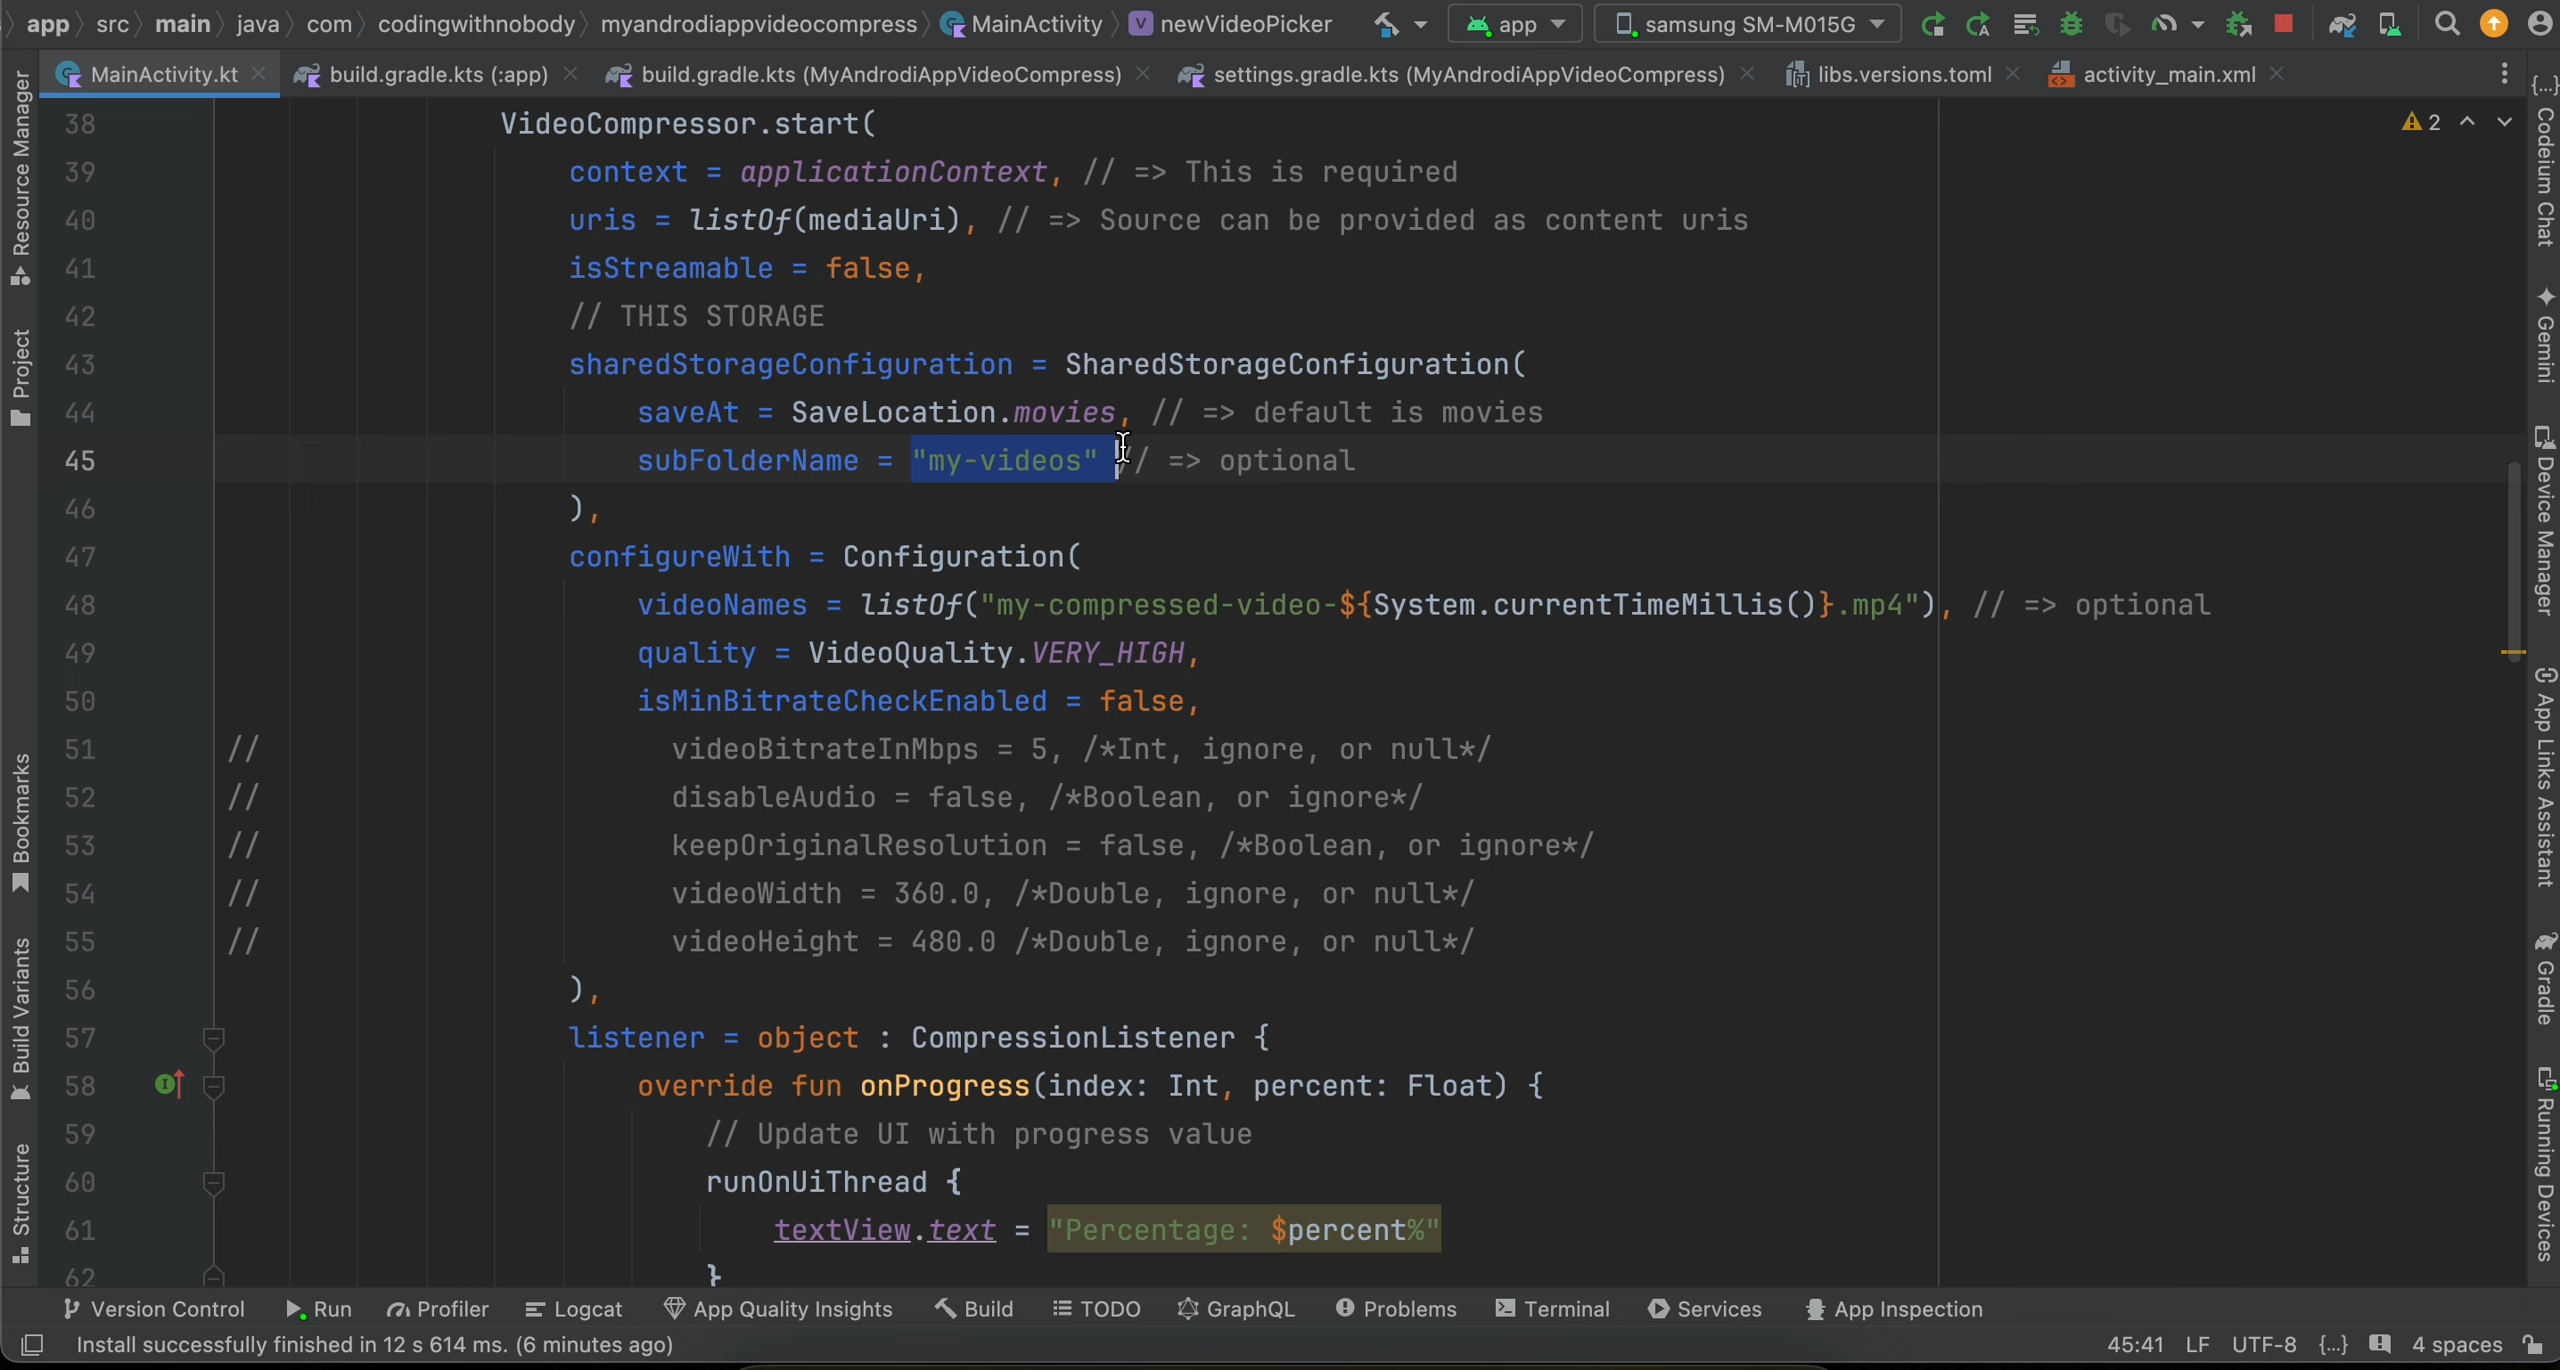 app src main java com codingwithnobody myandrodiappvideocompress MainActivity newVideoPicker app samsung SM-M015G
MainActivity.kt build.gradle.kts (:app) build.gradle.kts (MyAndrodiAppVideoCompress) settings.gradle.kts (MyAndrodiAppVideoCompress) libs.versions.toml activity_main.xml
38 VideoCompressor.start( 2
39 context = applicationContext, // => This is required
40 uris = listOf(mediaUri), // => Source can be provided as content uris
41 isStreamable = false,
42 // THIS STORAGE
43 sharedStorageConfiguration = SharedStorageConfiguration(
44 saveAt = SaveLocation.movies, // => default is movies
45 subFolderName = "my-videos" // => optional
46 ),
47 configureWith = Configuration(
48 videoNames = listOf("my-compressed-video-${System.currentTimeMillis()}.mp4"), // => optional
49 quality = VideoQuality.VERY_HIGH,
50 isMinBitrateCheckEnabled = false,
51 // videoBitrateInMbps = 5, /*Int, ignore, or null*/
52 // disableAudio = false, /*Boolean, or ignore*/
53 // keepOriginalResolution = false, /*Boolean, or ignore*/
54 // videoWidth = 360.0, /*Double, ignore, or null*/
55 // videoHeight = 480.0 /*Double, ignore, or null*/
56 ),
57 listener = object : CompressionListener {
58 override fun onProgress(index: Int, percent: Float) {
59 // Update UI with progress value
60 runOnUiThread {
61 textView.text = "Percentage: $percent%"
62 }
Resource Manager
Project
Bookmarks
Build Variants
Structure
Codeium Chat
Gemini
Device Manager
App Links Assistant
Gradle
Running Devices
Version Control Run Profiler Logcat App Quality Insights Build TODO GraphQL Problems Terminal Services App Inspection
Install successfully finished in 12 s 614 ms. (6 minutes ago) 45:41 LF UTF-8 {...} 4 spaces